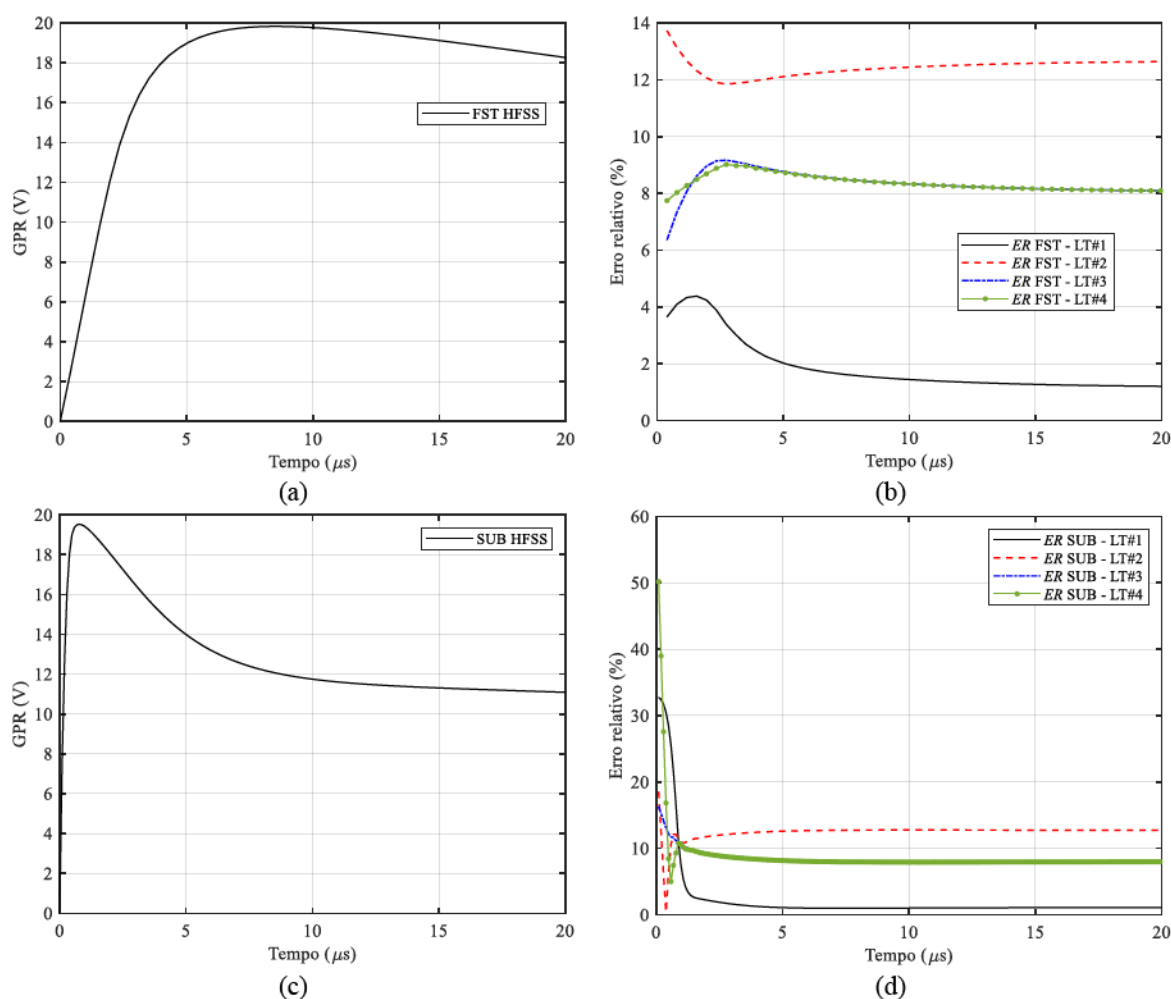 20
18
16
14
12
10
8
6
4
2
0
GPR (V)
FST HFSS
0
5
10
15
20
Tempo (μs)
(a)
14
12
10
8
6
4
2
0
Erro relativo (%)
ER FST - LT#1
ER FST - LT#2
ER FST - LT#3
ER FST - LT#4
0
5
10
15
20
Tempo (μs)
(b)
20
18
16
14
12
10
8
6
4
2
0
GPR (V)
SUB HFSS
0
5
10
15
20
Tempo (μs)
(c)
60
50
40
30
20
10
0
Erro relativo (%)
ER SUB - LT#1
ER SUB - LT#2
ER SUB - LT#3
ER SUB - LT#4
0
5
10
15
20
Tempo (μs)
(d)